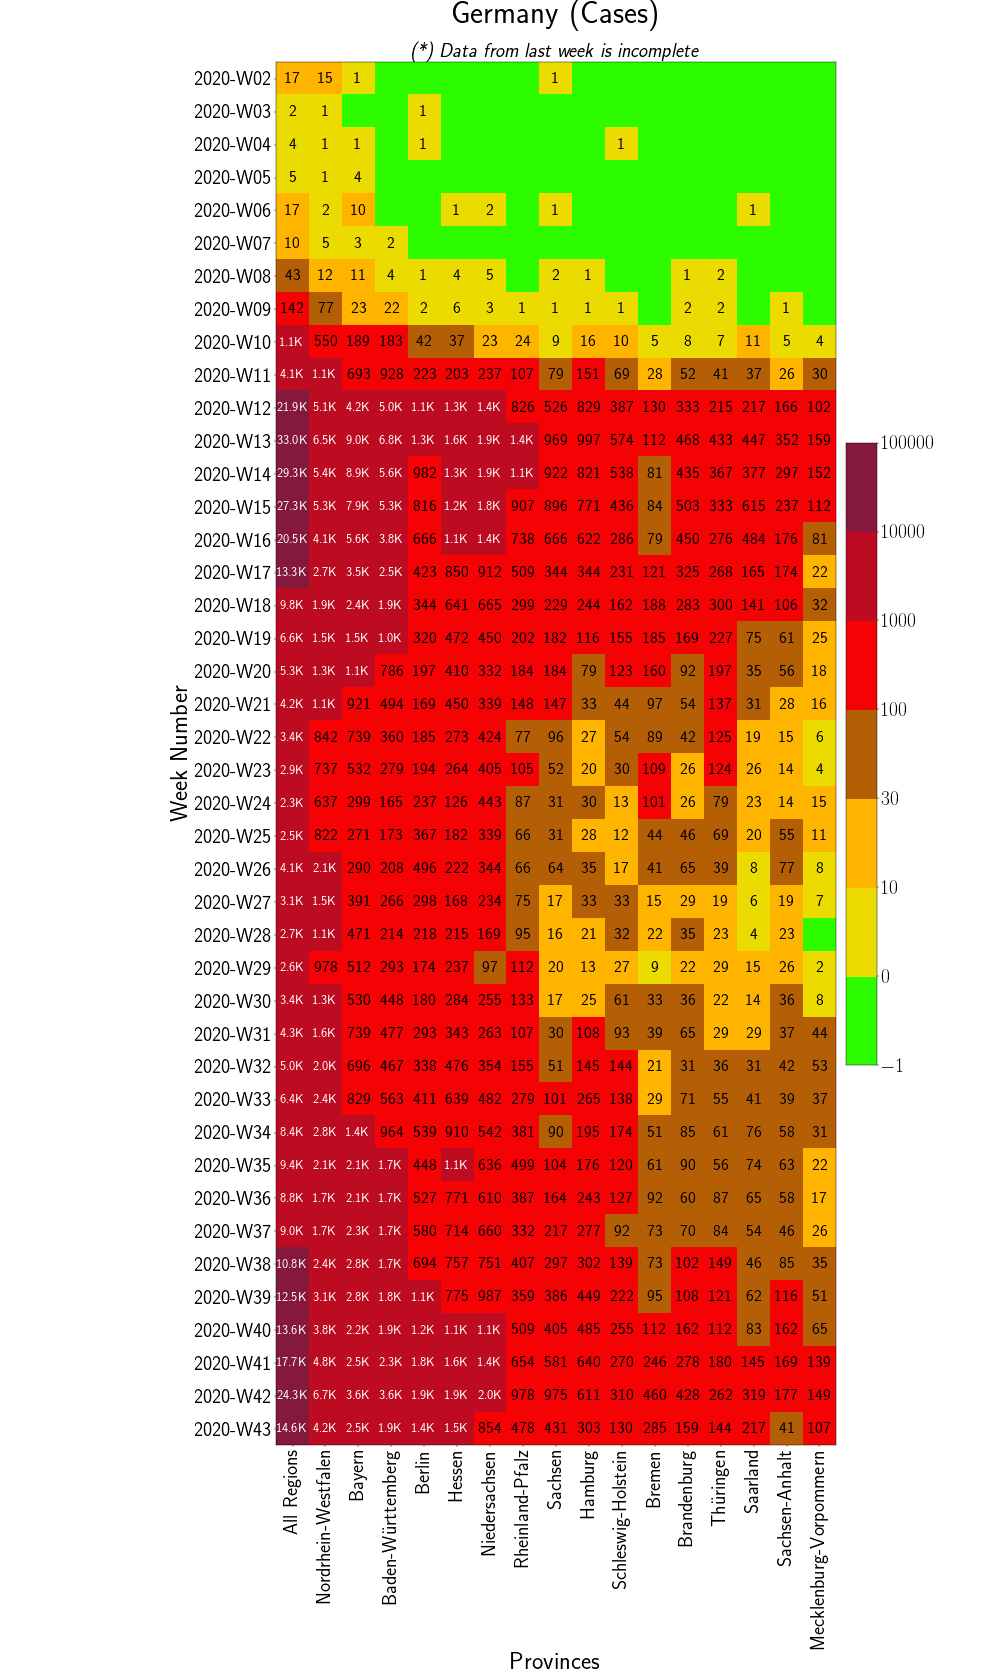 Germany (Cases)
(*) Data from last week is incomplete
2020-W02 17 15 1 1
2020-W03 2 1 1
2020-W04 4 1 1 1 1
2020-W05 5 1 4
2020-W06 17 2 10 1 2 1 1
2020-W07 10 5 3 2
2020-W08 43 12 11 4 1 4 5 2 1 1 2
2020-W09 142 77 23 22 2 6 3 1 1 1 1 2 2 1
2020-W10 1.1K 550 189 183 42 37 23 24 9 16 10 5 8 7 11 5 4
2020-W11 4.1K 1.1K 693 928 223 203 237 107 79 151 69 28 52 41 37 26 30
2020-W12 21.9K 5.1K 4.2K 5.0K 1.1K 1.3K 1.4K 826 526 829 387 130 333 215 217 166 102
2020-W13 33.0K 6.5K 9.0K 6.8K 1.3K 1.6K 1.9K 1.4K 969 997 574 112 468 433 447 352 159
2020-W14 29.3K 5.4K 8.9K 5.6K 982 1.3K 1.9K 1.1K 922 821 538 81 435 367 377 297 152
2020-W15 27.3K 5.3K 7.9K 5.3K 816 1.2K 1.8K 907 896 771 436 84 503 333 615 237 112
2020-W16 20.5K 4.1K 5.6K 3.8K 666 1.1K 1.4K 738 666 622 286 79 450 276 484 176 81
2020-W17 13.3K 2.7K 3.5K 2.5K 423 850 912 509 344 344 231 121 325 268 165 174 22
2020-W18 9.8K 1.9K 2.4K 1.9K 344 641 665 299 229 244 162 188 283 300 141 106 32
2020-W19 6.6K 1.5K 1.5K 1.0K 320 472 450 202 182 116 155 185 169 227 75 61 25
2020-W20 5.3K 1.3K 1.1K 786 197 410 332 184 184 79 123 160 92 197 35 56 18
2020-W21 4.2K 1.1K 921 494 169 450 339 148 147 33 44 97 54 137 31 28 16
2020-W22 3.4K 842 739 360 185 273 424 77 96 27 54 89 42 125 19 15 6
2020-W23 2.9K 737 532 279 194 264 405 105 52 20 30 109 26 124 26 14 4
2020-W24 2.3K 637 299 165 237 126 443 87 31 30 13 101 26 79 23 14 15
2020-W25 2.5K 822 271 173 367 182 339 66 31 28 12 44 46 69 20 55 11
2020-W26 4.1K 2.1K 290 208 496 222 344 66 64 35 17 41 65 39 8 77 8
2020-W27 3.1K 1.5K 391 266 298 168 234 75 17 33 33 15 29 19 6 19 7
2020-W28 2.7K 1.1K 471 214 218 215 169 95 16 21 32 22 35 23 4 23
2020-W29 2.6K 978 512 293 174 237 97 112 20 13 27 9 22 29 15 26 2
2020-W30 3.4K 1.3K 530 448 180 284 255 133 17 25 61 33 36 22 14 36 8
2020-W31 4.3K 1.6K 739 477 293 343 263 107 30 108 93 39 65 29 29 37 44
2020-W32 5.0K 2.0K 696 467 338 476 354 155 51 145 144 21 31 36 31 42 53
2020-W33 6.4K 2.4K 829 563 411 639 482 279 101 265 138 29 71 55 41 39 37
2020-W34 8.4K 2.8K 1.4K 964 539 910 542 381 90 195 174 51 85 61 76 58 31
2020-W35 9.4K 2.1K 2.1K 1.7K 448 1.1K 636 499 104 176 120 61 90 56 74 63 22
2020-W36 8.8K 1.7K 2.1K 1.7K 527 771 610 387 164 243 127 92 60 87 65 58 17
2020-W37 9.0K 1.7K 2.3K 1.7K 580 714 660 332 217 277 92 73 70 84 54 46 26
2020-W38 10.8K 2.4K 2.8K 1.7K 694 757 751 407 297 302 139 73 102 149 46 85 35
2020-W39 12.5K 3.1K 2.8K 1.8K 1.1K 775 987 359 386 449 222 95 108 121 62 116 51
2020-W40 13.6K 3.8K 2.2K 1.9K 1.2K 1.1K 1.1K 509 405 485 255 112 162 112 83 162 65
2020-W41 17.7K 4.8K 2.5K 2.3K 1.8K 1.6K 1.4K 654 581 640 270 246 278 180 145 169 139
2020-W42 24.3K 6.7K 3.6K 3.6K 1.9K 1.9K 2.0K 978 975 611 310 460 428 262 319 177 149
2020-W43 14.6K 4.2K 2.5K 1.9K 1.4K 1.5K 854 478 431 303 130 285 159 144 217 41 107
Week Number
All Regions
Nordrhein-Westfalen
Bayern
Baden-Württemberg
Berlin
Hessen
Niedersachsen
Rheinland-Pfalz
Sachsen
Hamburg
Schleswig-Holstein
Bremen
Brandenburg
Thüringen
Saarland
Sachsen-Anhalt
Mecklenburg-Vorpommern
Provinces
100000
10000
1000
100
30
10
0
−1